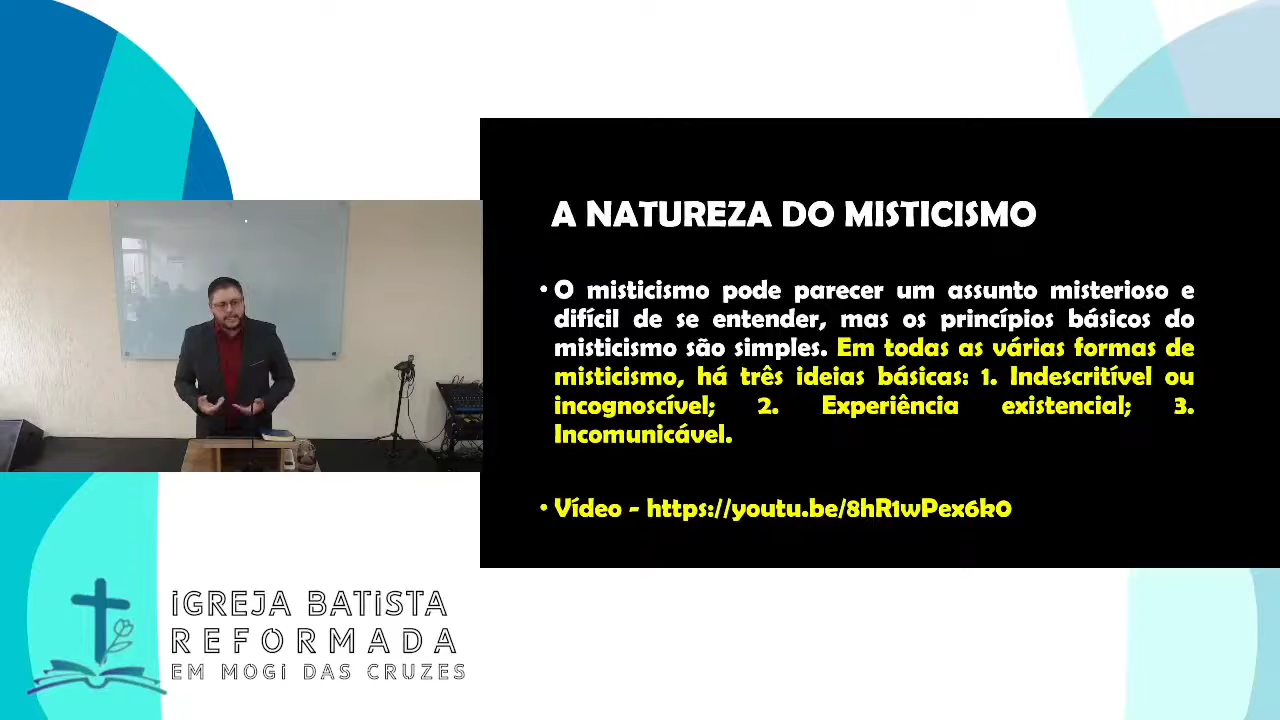 A NATUREZA DO MISTICISMO
• O misticismo pode parecer um assunto misterioso e
difícil de se entender, mas os princípios básicos do
misticismo são simples. Em todas as várias formas de
misticismo, há três ideias básicas: 1. Indescritível ou
incognoscível; 2. Experiência existencial; 3.
Incomunicável.
• Vídeo - https://youtu.be/8hR1wPex6k0
iGREJA BATiSTA
REFORMADA
EM MOGi DAS CRUZES